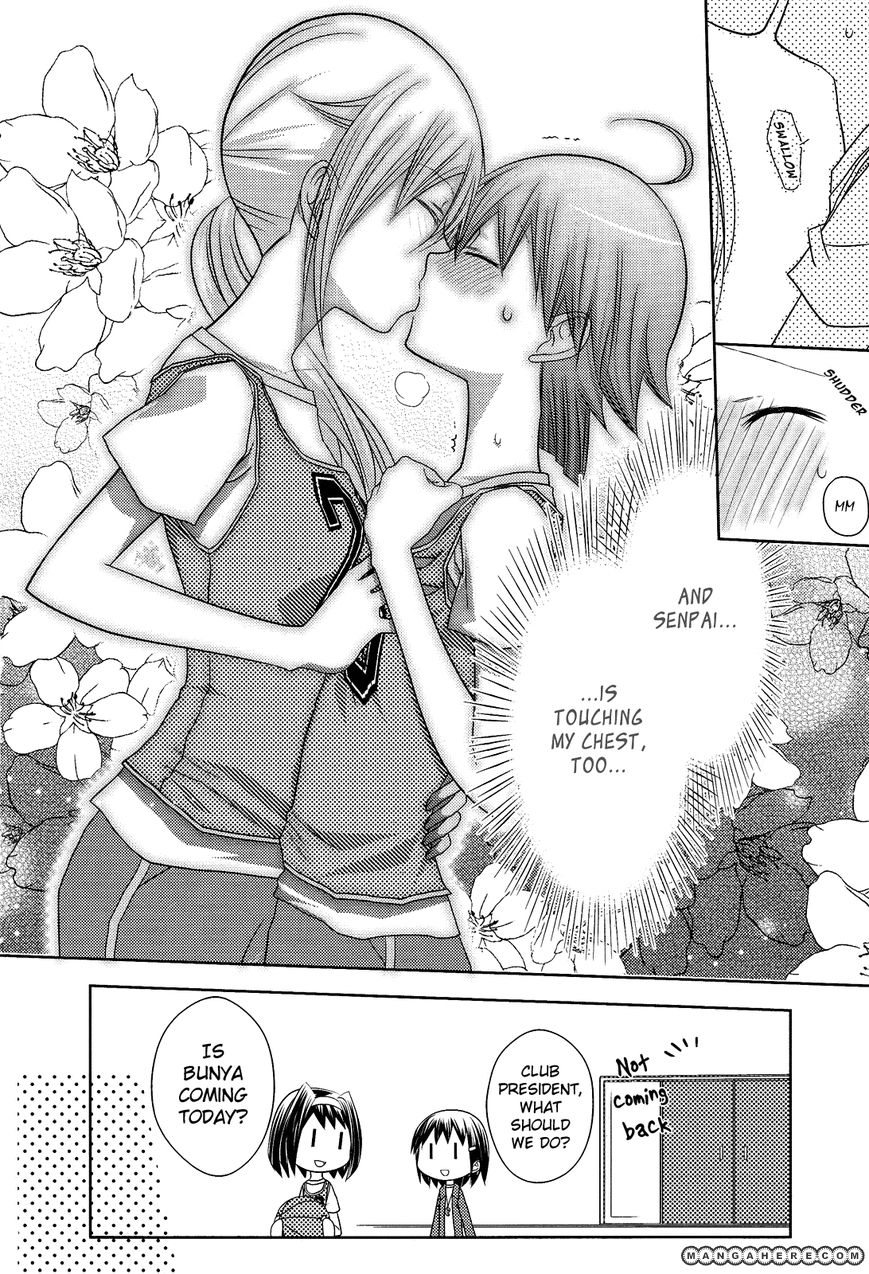 SWALLOW
SHUDDER
MM
AND
SENPAI...
...IS
TOUCHING
MY CHEST,
TOO...
Not
coming
back
CLUB
PRESIDENT,
WHAT
SHOULD
WE DO?
IS
BUNYA
COMING
TODAY?
2
MANGAHERE.COM